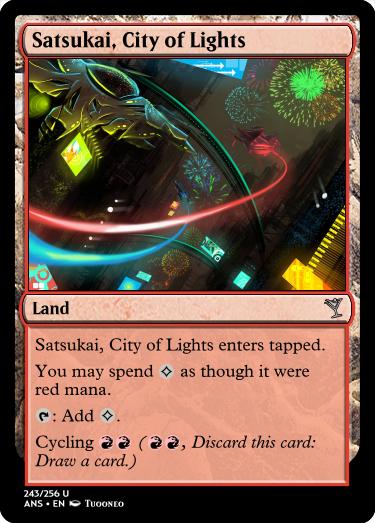 Satsukai, City of Lights
Land
Satsukai, City of Lights enters tapped.
You may spend {C} as though it were
red mana.
{T}: Add {C}.
Cycling {R}{R} ( {R}{R}, Discard this card:
Draw a card.)
243/256 U
ANS • EN Tuooneo